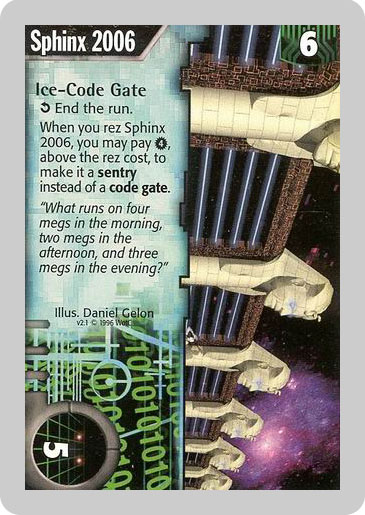 Sphinx 2006
6
Ice-Code Gate
End the run.
When you rez Sphinx
2006, you may pay 4,
above the rez cost, to
make it a sentry
instead of a code gate.
"What runs on four
megs in the morning,
two megs in the
afternoon, and three
megs in the evening?"
Illus. Daniel Gelon
v2.1 © 1996 WotC
5